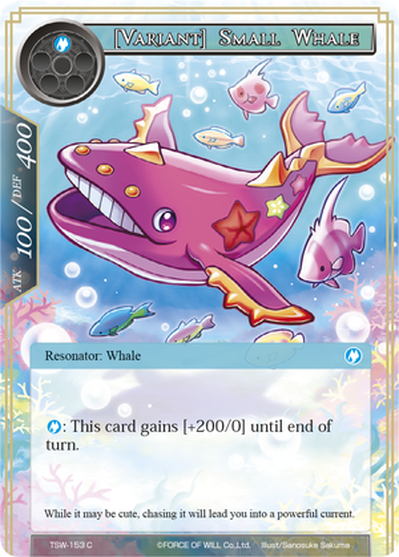 [Variant] Small Whale
ATK 100 / DEF 400
Resonator: Whale
: This card gains [+200/0] until end of
turn.
While it may be cute, chasing it will lead you into a powerful current.
TSW-153 C ©FORCE OF WILL Co.,Ltd. Illust/Sanosuke Sakuma